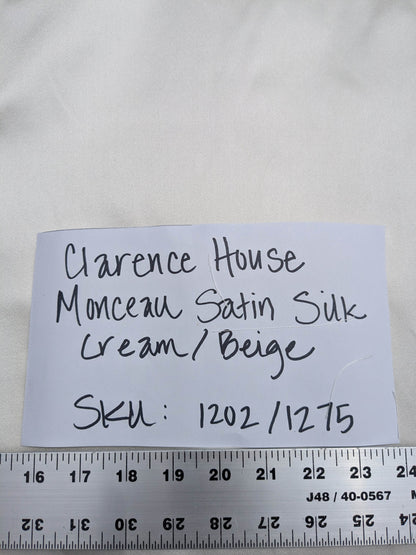 Clarence House
Monceau Satin Silk
Cream/Beige
SKU: 1202/1275
16 17 18 19 20 21 22 23 24
J48 / 40-0567
32 31 30 29 28 27 26 25 24